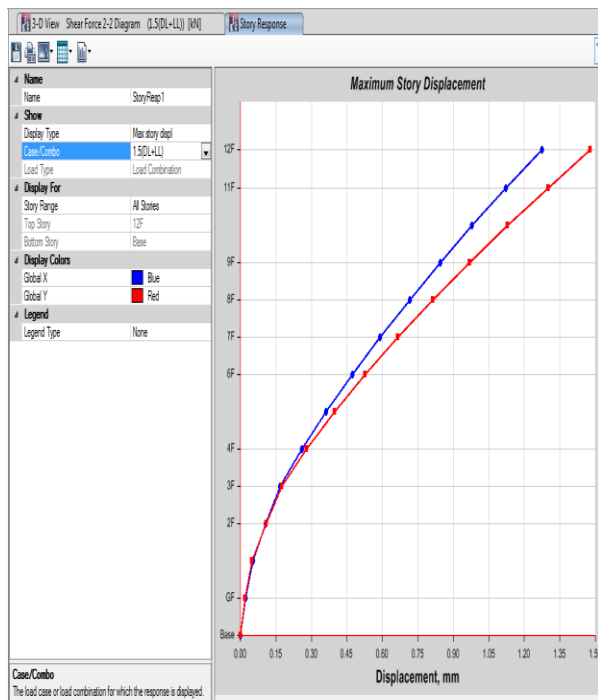 3-D View Shear Force 2-2 Diagram (1.5(DL+LL)) [kN]
Story Response
Name
Name StoryResp1
Show
Display Type Max story displ
Case/Combo 1.5(DL+LL)
Load Type Load Combination
Display For
Story Range All Stories
Top Story 12F
Bottom Story Base
Display Colors
Global X Blue
Global Y Red
Legend
Legend Type None
Case/Combo
The load case or load combination for which the response is displayed.
Maximum Story Displacement
12F
11F
9F
8F
7F
6F
4F
3F
2F
GF
Base
0.00 0.15 0.30 0.45 0.60 0.75 0.90 1.05 1.20 1.35 1.50
Displacement, mm